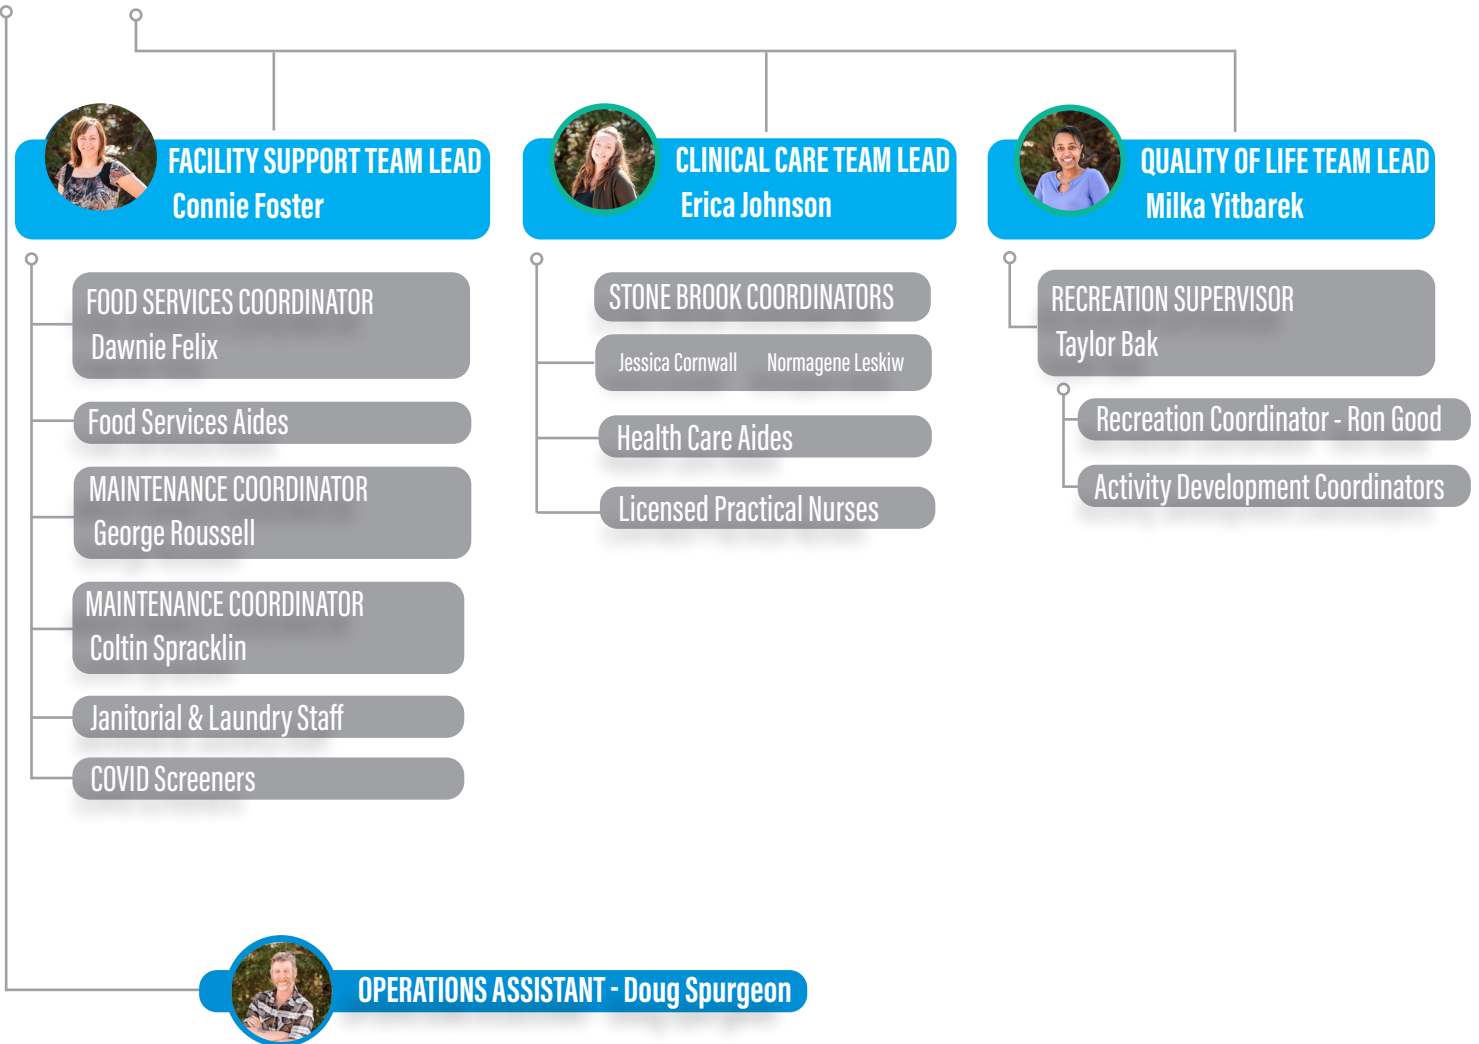 FACILITY SUPPORT TEAM LEAD
Connie Foster
FOOD SERVICES COORDINATOR
Dawnie Felix
Food Services Aides
MAINTENANCE COORDINATOR
George Roussell
MAINTENANCE COORDINATOR
Coltin Spracklin
Janitorial & Laundry Staff
COVID Screeners
CLINICAL CARE TEAM LEAD
Erica Johnson
STONE BROOK COORDINATORS
Jessica Cornwall Normagene Leskiw
Health Care Aides
Licensed Practical Nurses
QUALITY OF LIFE TEAM LEAD
Milka Yitbarek
RECREATION SUPERVISOR
Taylor Bak
Recreation Coordinator - Ron Good
Activity Development Coordinators
OPERATIONS ASSISTANT - Doug Spurgeon